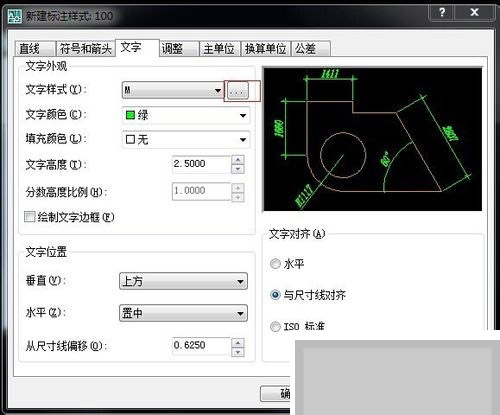 新建标注样式: 100
直线 符号和箭头 文字 调整 主单位 换算单位 公差
文字外观
文字样式(Y): M ...
文字颜色(C): 绿
填充颜色(L): 无
文字高度(T): 2.5000
分数高度比例(H): 1.0000
绘制文字边框(F)
1411
1660
60°
文字位置
垂直(V): 上方
水平(Z): 置中
从尺寸线偏移(O): 0.6250
文字对齐(A)
水平
与尺寸线对齐
ISO 标准